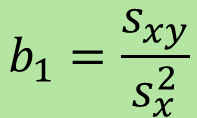 b₁ = sₓᵧ / sₓ²